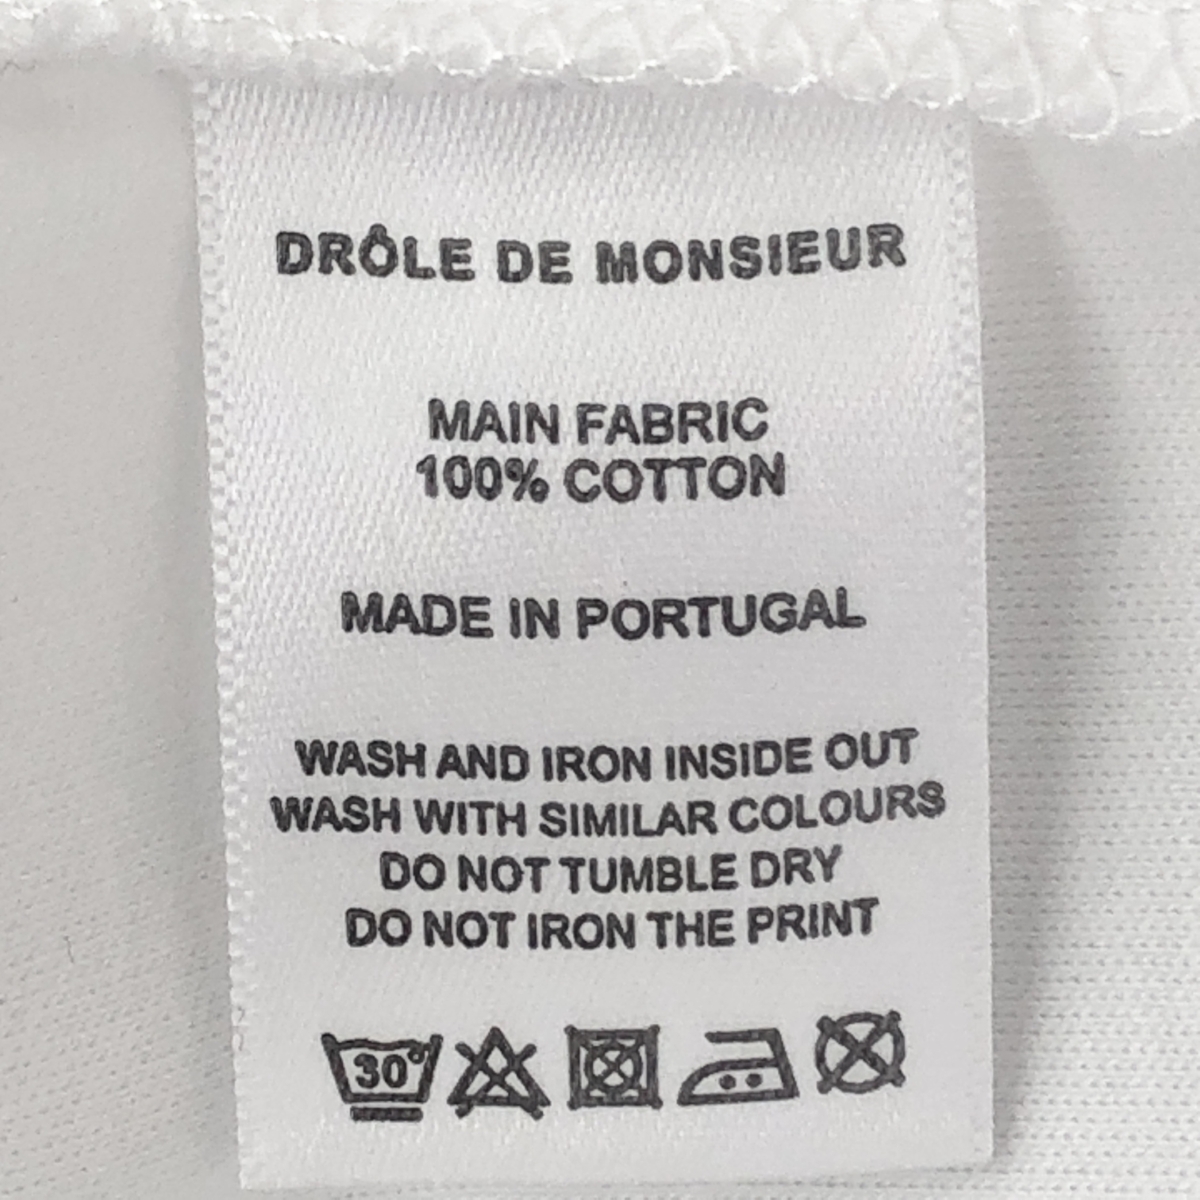 DRÔLE DE MONSIEUR
MAIN FABRIC
100% COTTON
MADE IN PORTUGAL
WASH AND IRON INSIDE OUT
WASH WITH SIMILAR COLOURS
DO NOT TUMBLE DRY
DO NOT IRON THE PRINT
30°